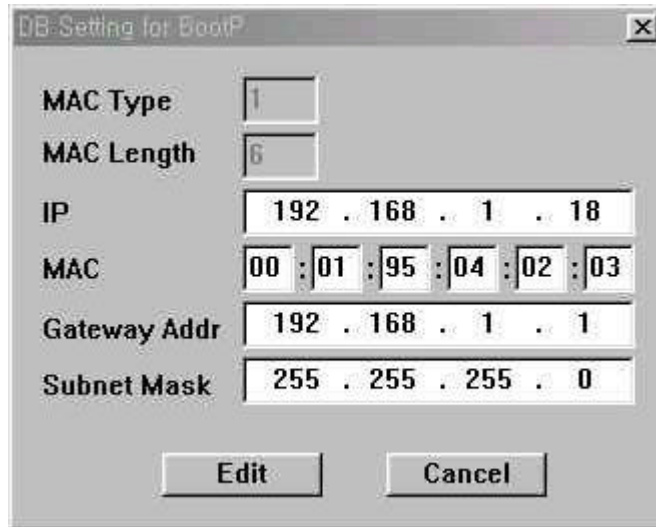 DB Setting for BootP
MAC Type 1
MAC Length 6
IP 192 . 168 . 1 . 18
MAC 00 : 01 : 95 : 04 : 02 : 03
Gateway Addr 192 . 168 . 1 . 1
Subnet Mask 255 . 255 . 255 . 0
Edit Cancel